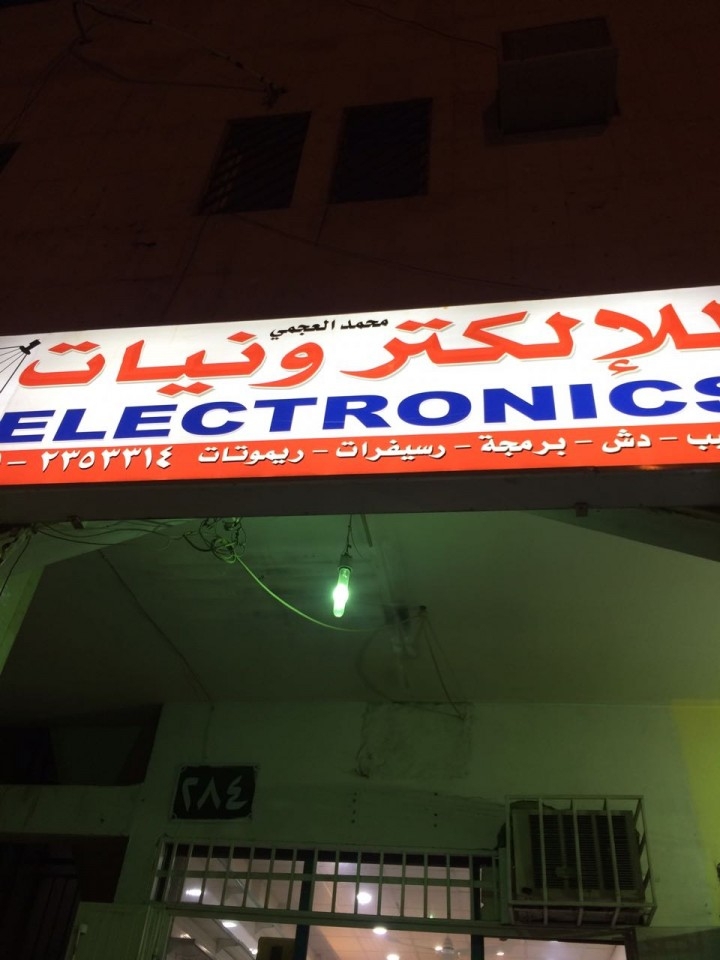 محمد العجمي
للإلكترونيات
ELECTRONICS
دش - برمجة - رسيفرات - ريموتات ٢٣٥٣٣١٤ -
٢٨٤